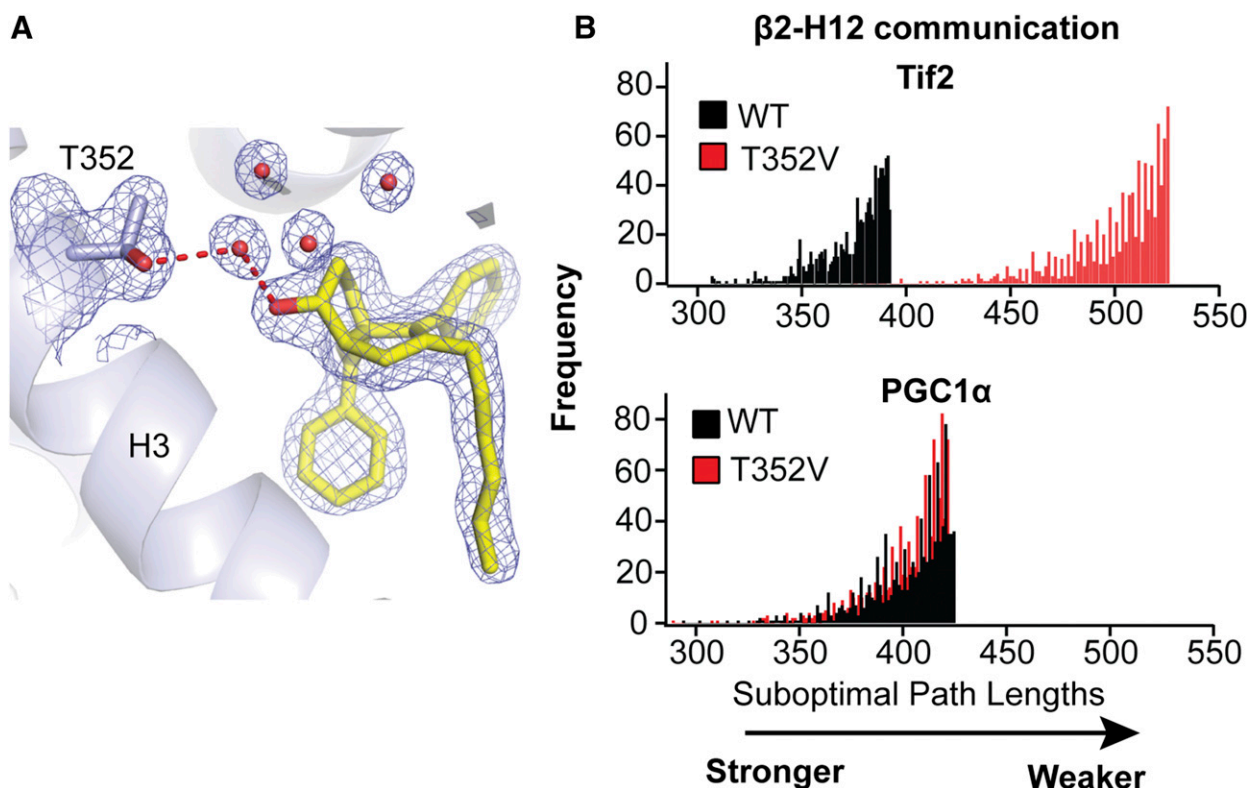 A
T352
H3
B
β2-H12 communication
Tif2
80
60
40
20
0
WT
T352V
300 350 400 450 500 550
Frequency
PGC1α
80
60
40
20
0
WT
T352V
300 350 400 450 500 550
Suboptimal Path Lengths
Stronger Weaker